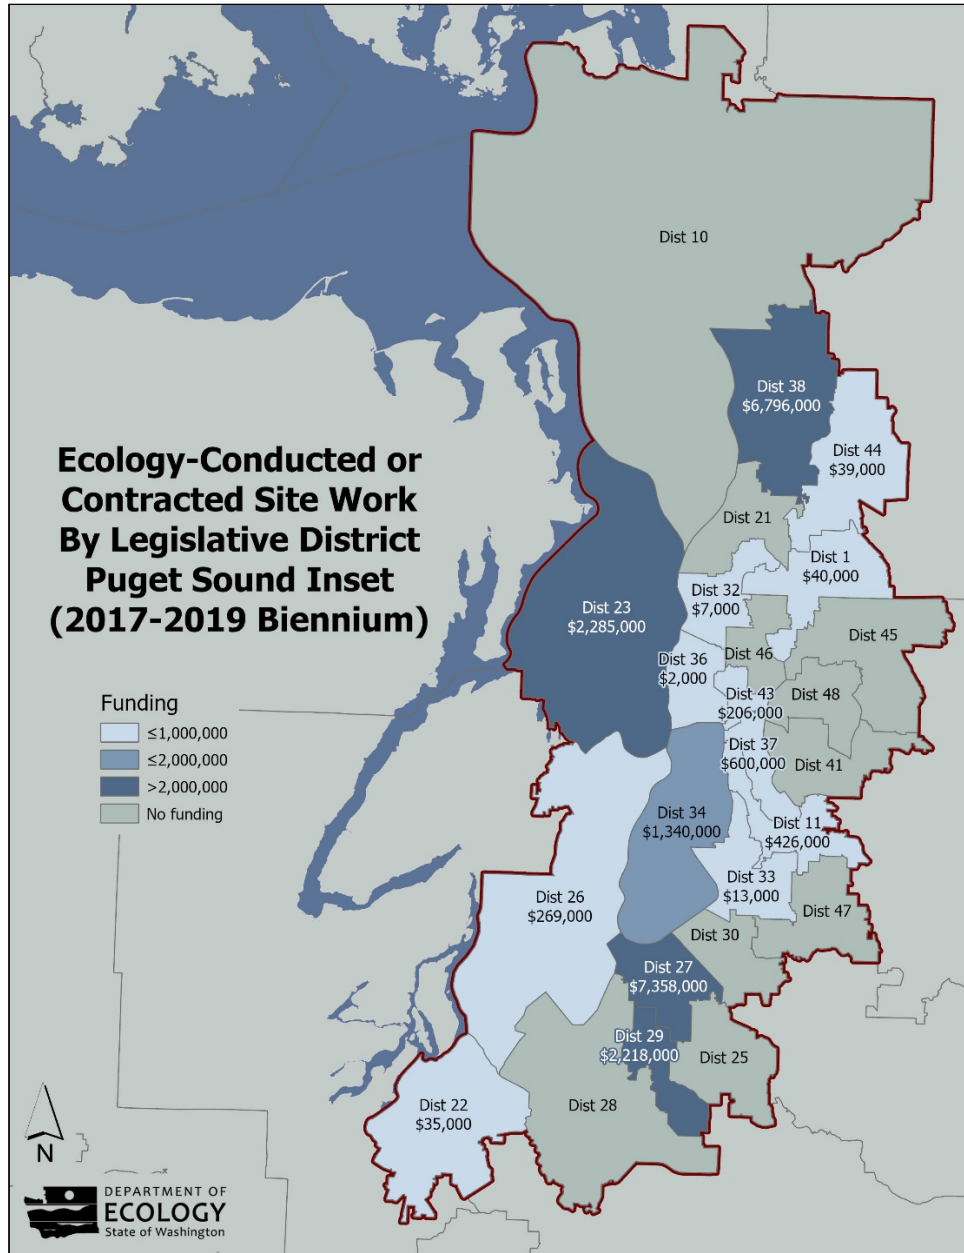 Dist 10
Dist 38
$6,796,000
Dist 44
$39,000
Ecology-Conducted or
Contracted Site Work
By Legislative District
Puget Sound Inset
(2017-2019 Biennium)
Dist 21
Dist 1
$40,000
Dist 32
$7,000
Dist 23
$2,285,000
Dist 45
Dist 46
Dist 36
$2,000
Dist 43
$206,000
Dist 48
Funding
≤1,000,000
≤2,000,000
>2,000,000
No funding
Dist 37
$600,000
Dist 41
Dist 34
$1,340,000
Dist 11
$426,000
Dist 33
$13,000
Dist 26
$269,000
Dist 47
Dist 30
Dist 27
$7,358,000
Dist 29
$2,218,000
Dist 25
Dist 22
$35,000
Dist 28
N
DEPARTMENT OF
ECOLOGY
State of Washington